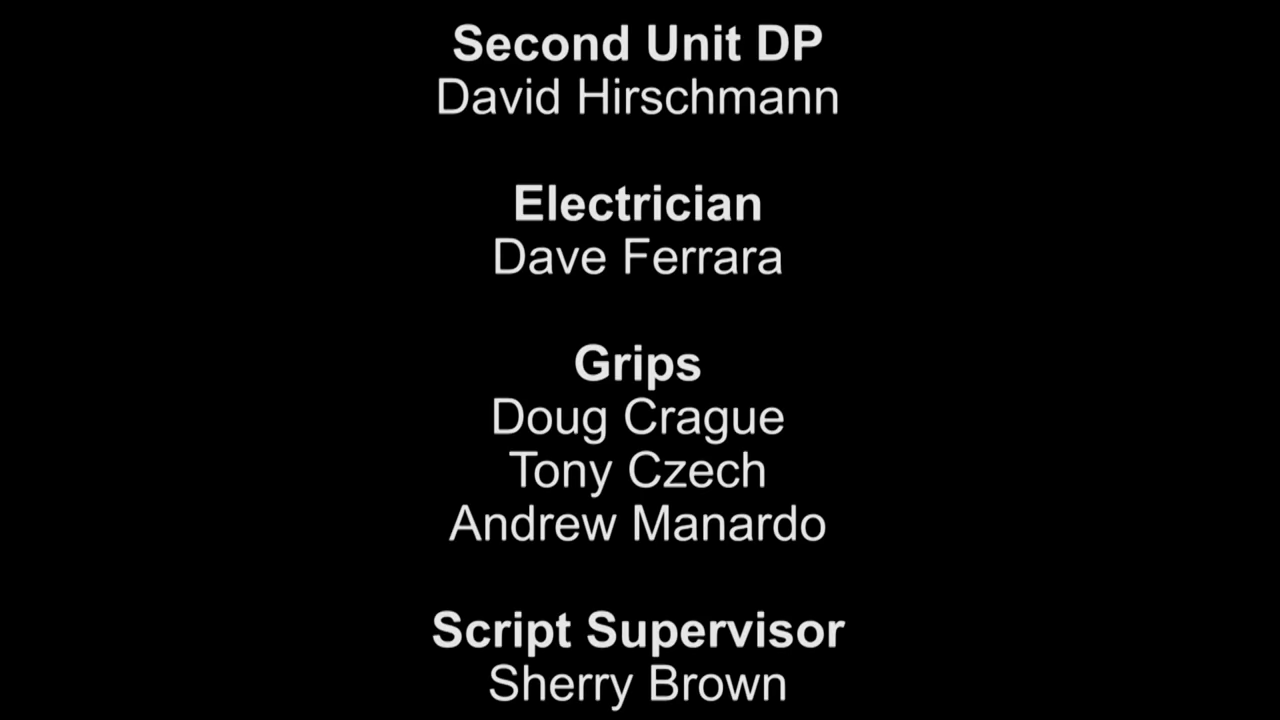 Second Unit DP
David Hirschmann
Electrician
Dave Ferrara
Grips
Doug Crague
Tony Czech
Andrew Manardo
Script Supervisor
Sherry Brown